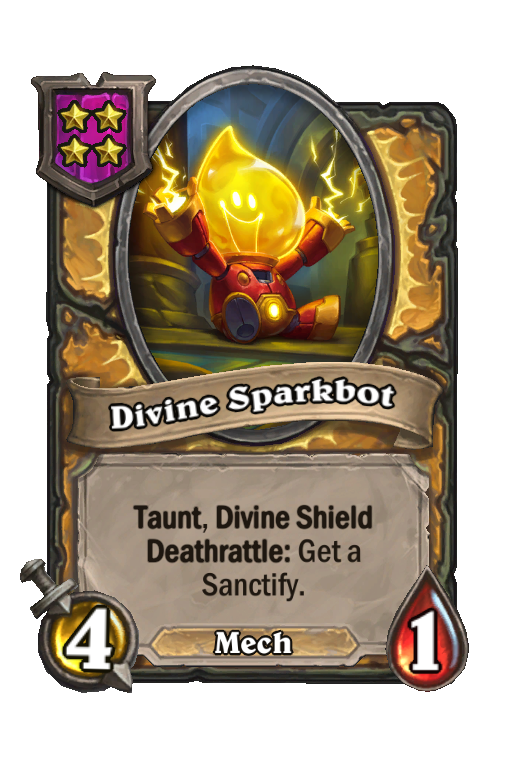 Divine Sparkbot
Taunt, Divine Shield
Deathrattle: Get a
Sanctify.
4
Mech
1